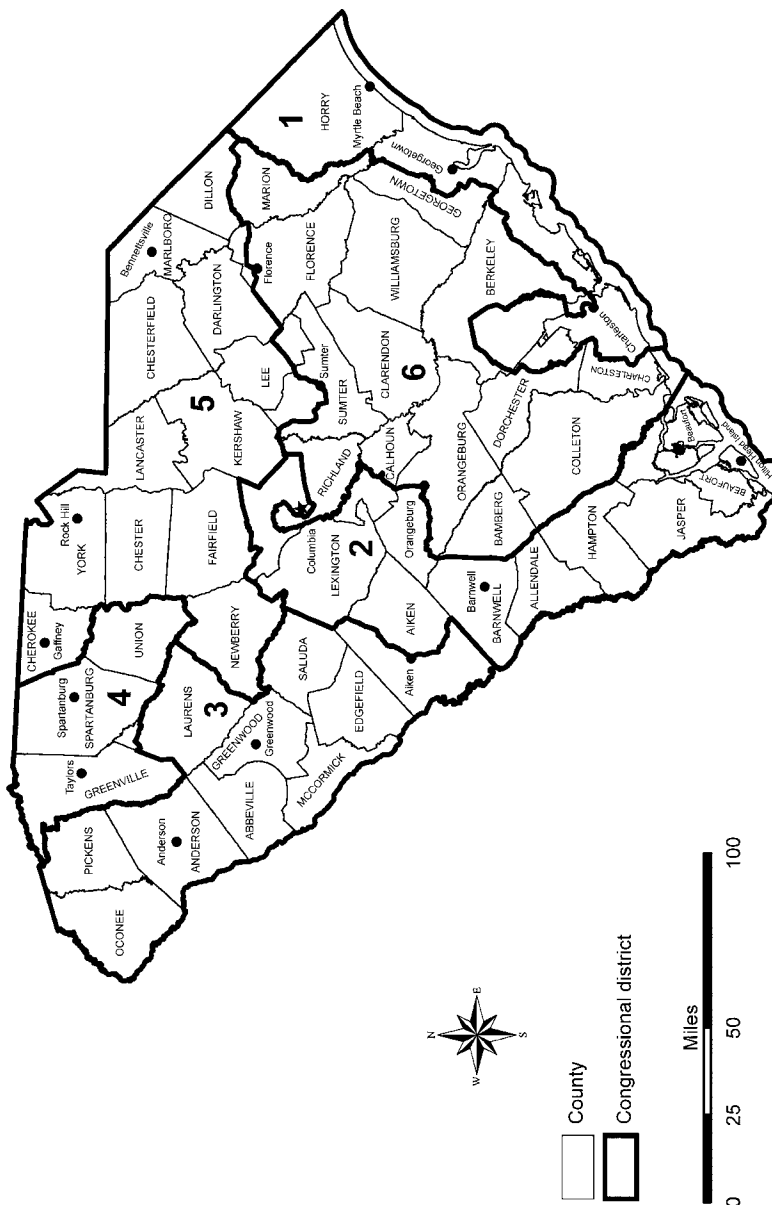 OCONEE
PICKENS
Taylors
GREENVILLE
Spartanburg
SPARTANBURG
4
CHEROKEE
Gaffney
Rock Hill
YORK
UNION
CHESTER
LANCASTER
CHESTERFIELD
Bennettsville
MARLBORO
Anderson
ANDERSON
LAURENS
3
ABBEVILLE
GREENWOOD
Greenwood
NEWBERRY
FAIRFIELD
5
KERSHAW
DARLINGTON
DILLON
LEE
MARION
1
HORRY
Myrtle Beach
MCCORMICK
SALUDA
EDGEFIELD
Columbia
LEXINGTON
2
RICHLAND
Sumter
SUMTER
Florence
FLORENCE
Aiken
AIKEN
Orangeburg
CALHOUN
CLARENDON
6
WILLIAMSBURG
GEORGETOWN
Georgetown
Barnwell
BARNWELL
BAMBERG
ORANGEBURG
BERKELEY
ALLENDALE
DORCHESTER
COLLETON
CHARLESTON
Charleston
HAMPTON
JASPER
BEAUFORT
Beaufort
Hilton Head Island
N
E
S
W
County
Congressional district
Miles
0 25 50 100